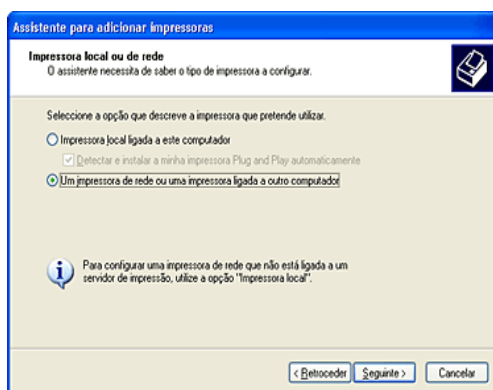 Assistente para adicionar impressoras
Impressora local ou de rede
O assistente necessita de saber o tipo de impressora a configurar.
Seleccione a opção que descreve a impressora que pretende utilizar.
Impressora local ligada a este computador
Detectar e instalar a minha impressora Plug and Play automaticamente
Um impressora de rede ou uma impressora ligada a outro computador
Para configurar uma impressora de rede que não está ligada a um
servidor de impressão, utilize a opção "Impressora local".
< Retroceder Seguinte > Cancelar